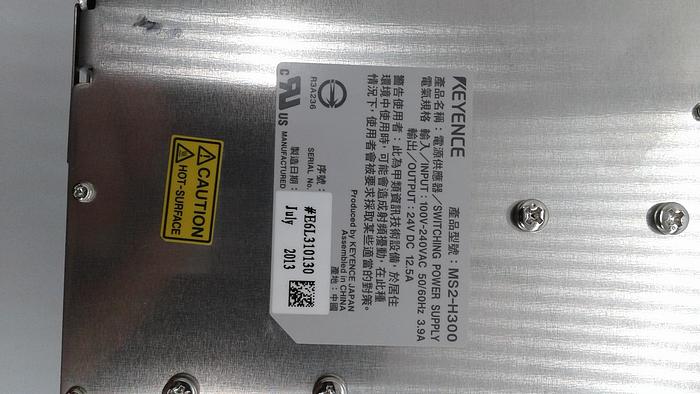 KEYENCE
產品型號：MS2-H300
產品名稱：電源供應器／SWITCHING POWER SUPPLY
電氣規格 輸入／INPUT：100V-240VAC 50/60Hz 3.9A
輸出／OUTPUT：24V DC 12.5A
警告使用者：此為甲類資訊技術設備，於居住
環境中使用時，可能會造成射頻擾動，在此種
情況下，使用者會被要求採取某些適當的對策。
Produced by KEYENCE JAPAN
Assembled in CHINA
產地：中國
R3A236
序號：
SERIAL No.
#E6L310130
製造日期：
MANUFACTURED
July 2013
C UR US
CAUTION
HOT-SURFACE